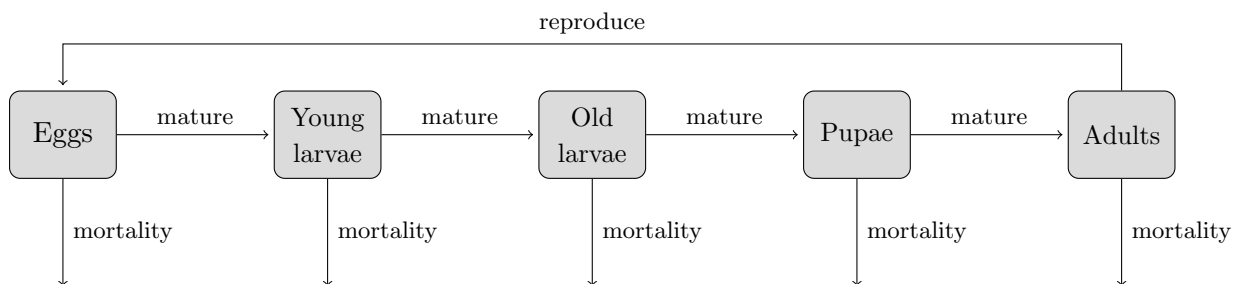 reproduce
Eggs
mature
Young
larvae
mature
Old
larvae
mature
Pupae
mature
Adults
mortality
mortality
mortality
mortality
mortality